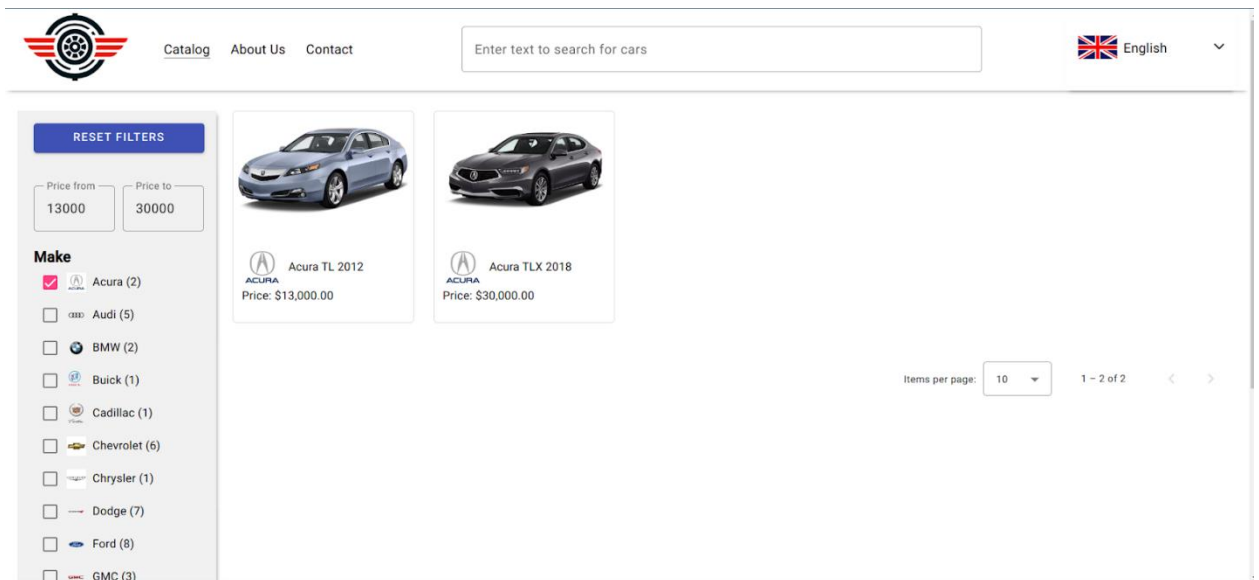 Catalog About Us Contact
Enter text to search for cars
English
RESET FILTERS
Price from Price to
13000 30000
Make
Acura (2)
Audi (5)
BMW (2)
Buick (1)
Cadillac (1)
Chevrolet (6)
Chrysler (1)
Dodge (7)
Ford (8)
GMC GMC (3)
ACURA Acura TL 2012
Price: $13,000.00
ACURA Acura TLX 2018
Price: $30,000.00
Items per page: 10 1 – 2 of 2